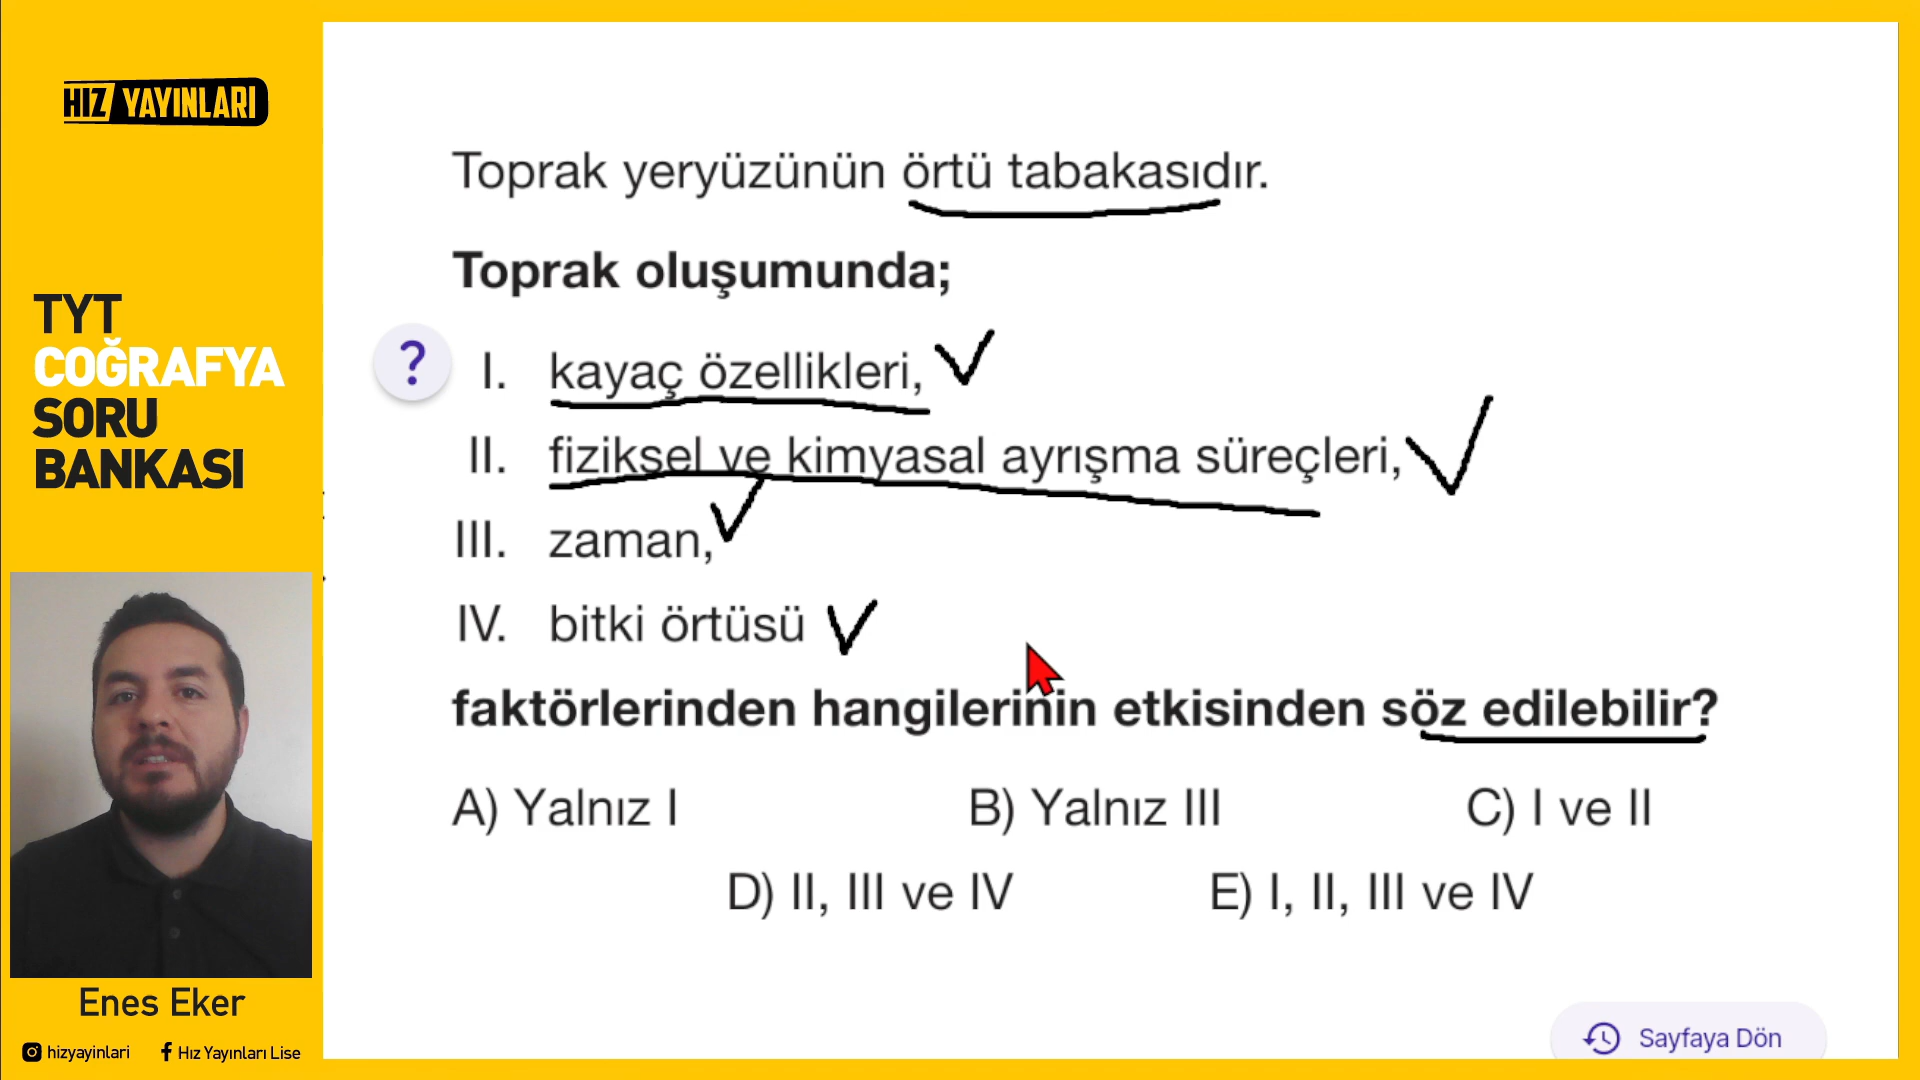 HIZ YAYINLARI
TYT
COĞRAFYA
SORU
BANKASI
Enes Eker
hizyayinlari
Hız Yayınları Lise
Toprak yeryüzünün örtü tabakasıdır.
Toprak oluşumunda;
?
I. kayaç özellikleri,
II. fiziksel ve kimyasal ayrışma süreçleri,
III. zaman,
IV. bitki örtüsü
faktörlerinden hangilerinin etkisinden söz edilebilir?
A) Yalnız I B) Yalnız III C) I ve II
D) II, III ve IV E) I, II, III ve IV
Sayfaya Dön